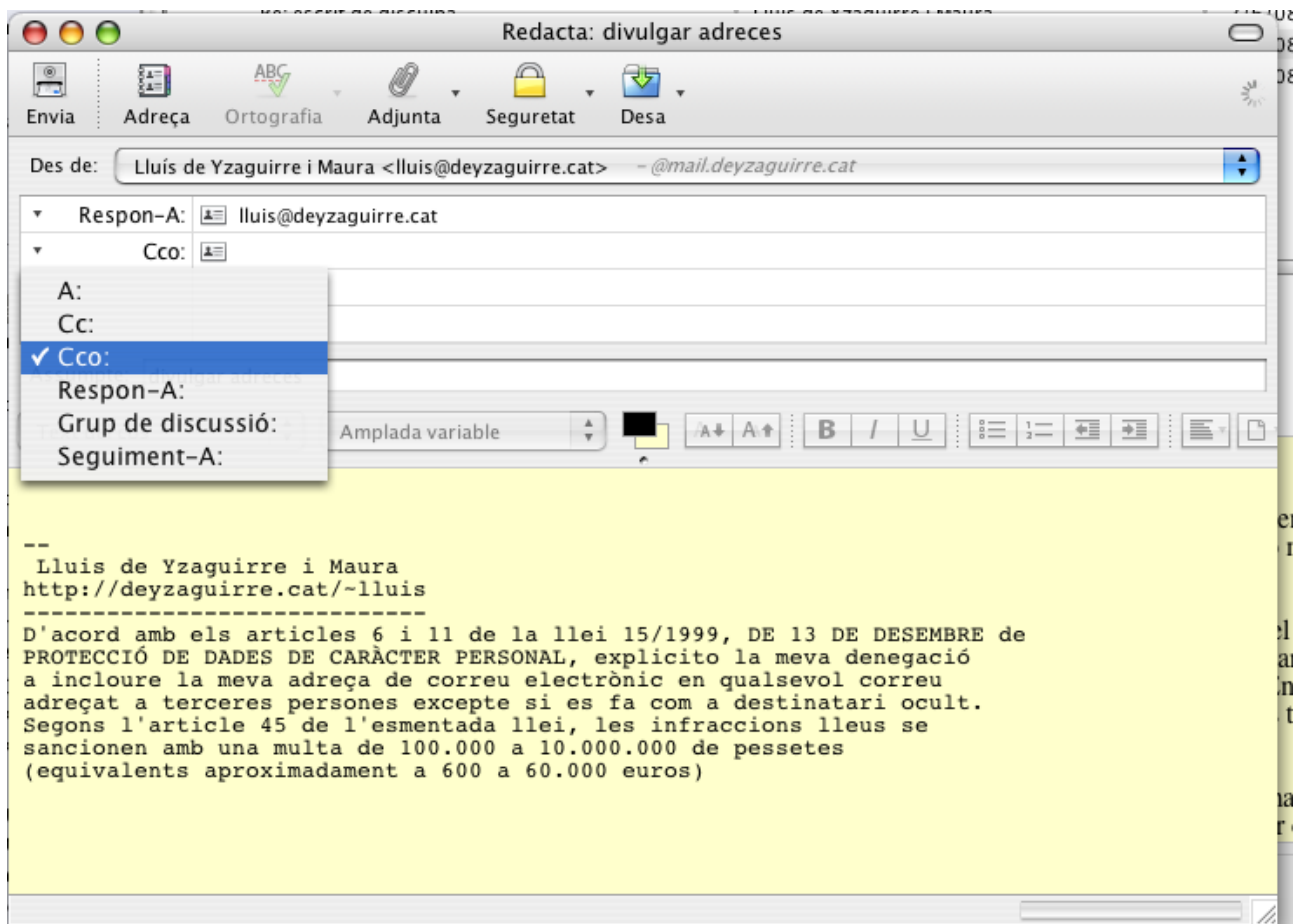 Redacta: divulgar adreces
ABC
Envia Adreça Ortografia Adjunta Seguretat Desa
Des de: Lluís de Yzaguirre i Maura <lluis@deyzaguirre.cat> – @mail.deyzaguirre.cat
Respon-A: lluis@deyzaguirre.cat
Cco:
A:
Cc:
✓ Cco:
divulgar adreces
Respon-A:
Grup de discussió:
Amplada variable
B I U
Seguiment-A:
--
Lluis de Yzaguirre i Maura
http://deyzaguirre.cat/~lluis
-----------------------------
D'acord amb els articles 6 i 11 de la llei 15/1999, DE 13 DE DESEMBRE de
PROTECCIÓ DE DADES DE CARÀCTER PERSONAL, explicito la meva denegació
a incloure la meva adreça de correu electrònic en qualsevol correu
adreçat a terceres persones excepte si es fa com a destinatari ocult.
Segons l'article 45 de l'esmentada llei, les infraccions lleus se
sancionen amb una multa de 100.000 a 10.000.000 de pessetes
(equivalents aproximadament a 600 a 60.000 euros)